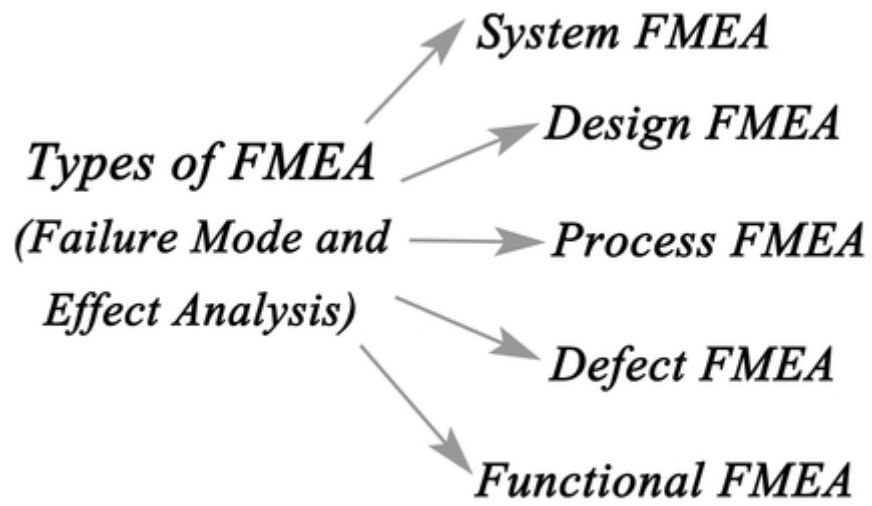 Types of FMEA
(Failure Mode and
Effect Analysis)
System FMEA
Design FMEA
Process FMEA
Defect FMEA
Functional FMEA